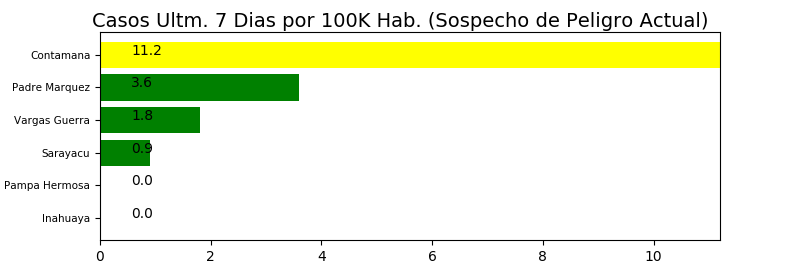 Casos Ultm. 7 Dias por 100K Hab. (Sospecho de Peligro Actual)
Contamana 11.2
Padre Marquez 3.6
Vargas Guerra 1.8
Sarayacu 0.9
Pampa Hermosa 0.0
Inahuaya 0.0
0 2 4 6 8 10